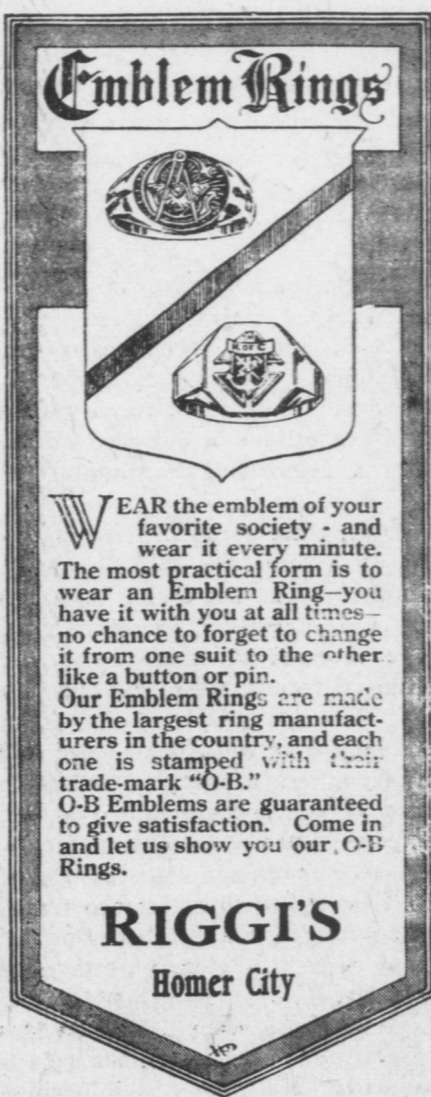 Emblem Rings
K of C
WEAR the emblem of your
favorite society - and
wear it every minute.
The most practical form is to
wear an Emblem Ring—you
have it with you at all times—
no chance to forget to change
it from one suit to the other
like a button or pin.
Our Emblem Rings are made
by the largest ring manufact-
urers in the country, and each
one is stamped with their
trade-mark “O-B.”
O-B Emblems are guaranteed
to give satisfaction. Come in
and let us show you our O-B
Rings.
RIGGI'S
Homer City